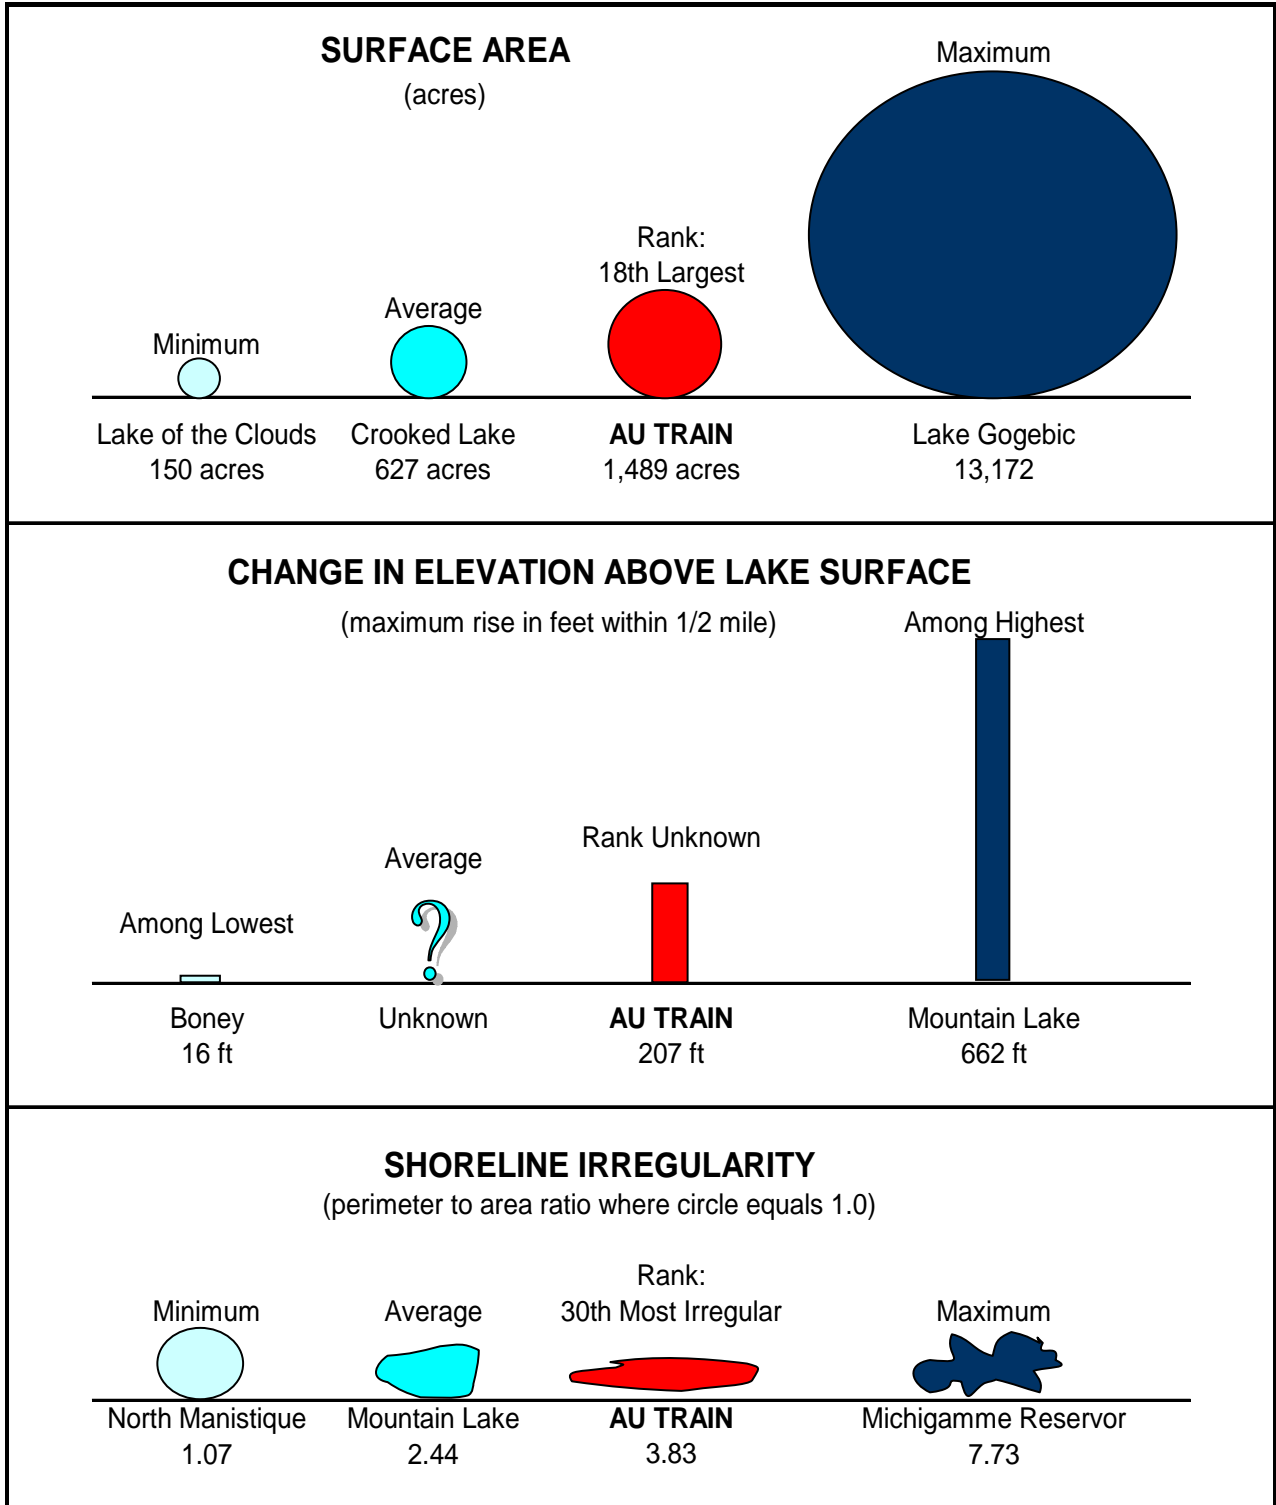 SURFACE AREA
(acres)
Maximum
Rank:
18th Largest
Average
Minimum
Lake of the Clouds
150 acres
Crooked Lake
627 acres
AU TRAIN
1,489 acres
Lake Gogebic
13,172
CHANGE IN ELEVATION ABOVE LAKE SURFACE
(maximum rise in feet within 1/2 mile)
Among Highest
Rank Unknown
Average
?
Among Lowest
Boney
16 ft
Unknown
AU TRAIN
207 ft
Mountain Lake
662 ft
SHORELINE IRREGULARITY
(perimeter to area ratio where circle equals 1.0)
Minimum
Average
Rank:
30th Most Irregular
Maximum
North Manistique
1.07
Mountain Lake
2.44
AU TRAIN
3.83
Michigamme Reservor
7.73